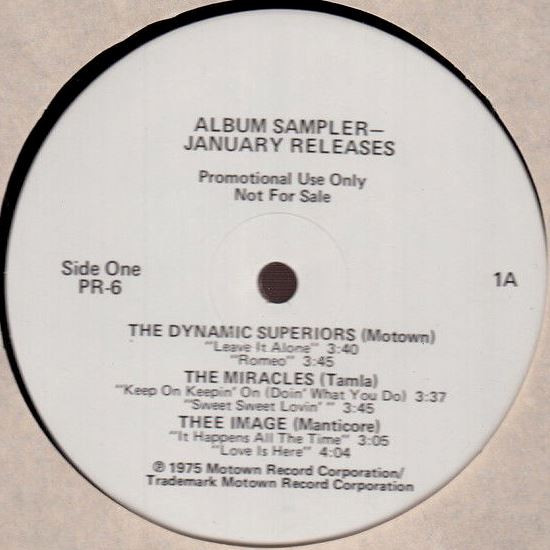 ALBUM SAMPLER—
JANUARY RELEASES
Promotional Use Only
Not For Sale
Side One
PR-6
1A
THE DYNAMIC SUPERIORS (Motown)
"Leave It Alone" 3:40
"Romeo" 3:45
THE MIRACLES (Tamla)
"Keep On Keepin' On (Doin' What You Do) 3:37
"Sweet Sweet Lovin' " 3:45
THEE IMAGE (Manticore)
"It Happens All The Time" 3:05
"Love Is Here" 4:04
℗ 1975 Motown Record Corporation/
Trademark Motown Record Corporation